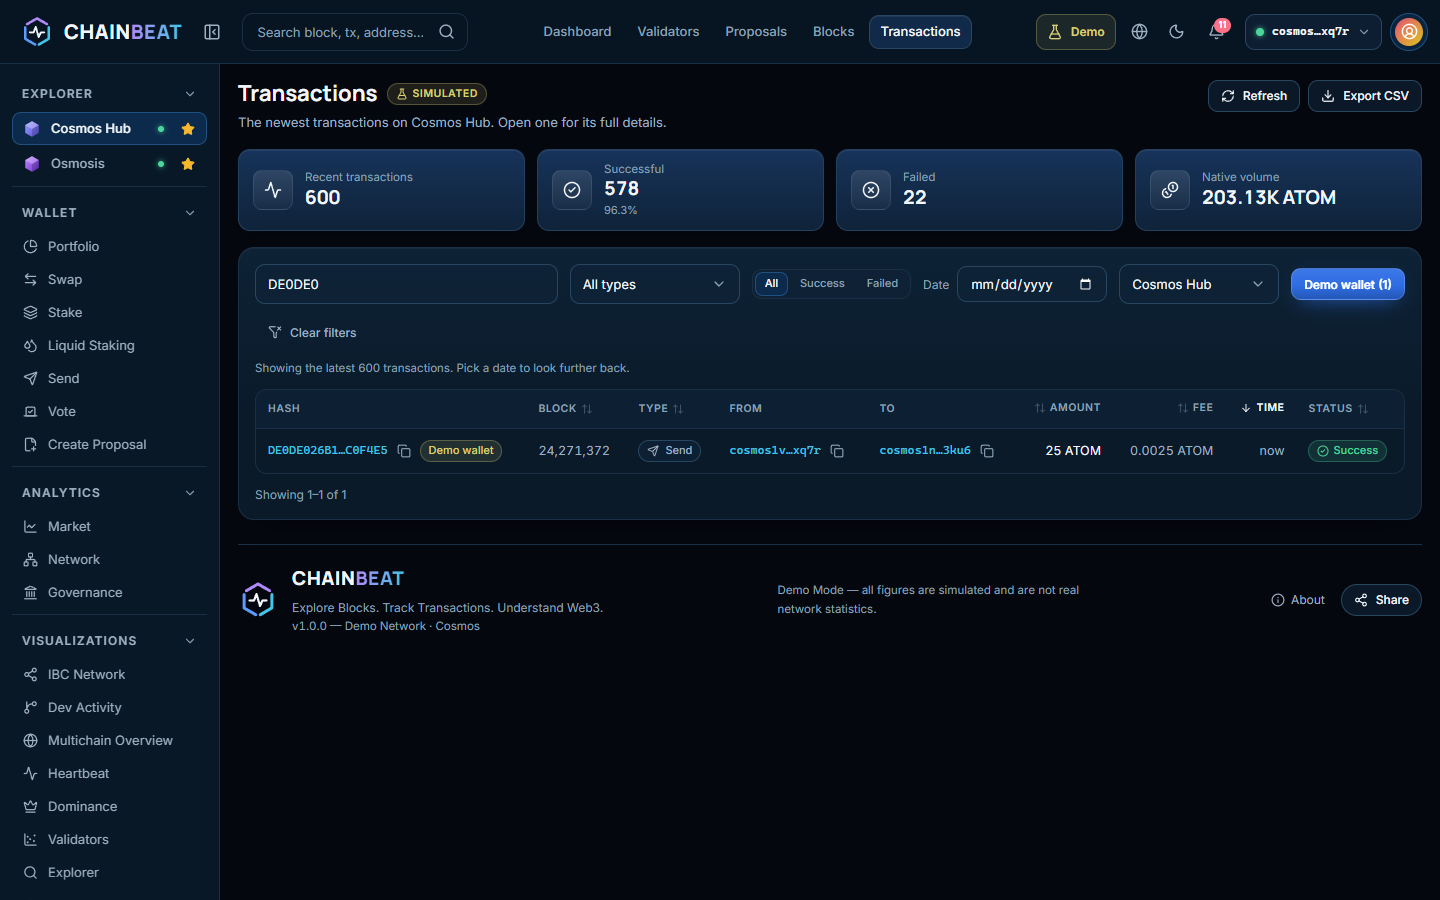 CHAINBEAT
Search block, tx, address...
Dashboard
Validators
Proposals
Blocks
Transactions
Demo
11
cosmos…xq7r
EXPLORER
Cosmos Hub
Osmosis
WALLET
Portfolio
Swap
Stake
Liquid Staking
Send
Vote
Create Proposal
ANALYTICS
Market
Network
Governance
VISUALIZATIONS
IBC Network
Dev Activity
Multichain Overview
Heartbeat
Dominance
Validators
Explorer
Transactions
SIMULATED
The newest transactions on Cosmos Hub. Open one for its full details.
Refresh
Export CSV
Recent transactions
600
Successful
578
96.3%
Failed
22
Native volume
203.13K ATOM
DE0DE0
All types
All
Success
Failed
Date
mm/dd/yyyy
Cosmos Hub
Demo wallet (1)
Clear filters
Showing the latest 600 transactions. Pick a date to look further back.
HASH BLOCK TYPE FROM TO AMOUNT FEE TIME STATUS
DE0DE026B1…C0F4E5 Demo wallet 24,271,372 Send cosmos1v…xq7r cosmos1n…3ku6 25 ATOM 0.0025 ATOM now Success
Showing 1–1 of 1
CHAINBEAT
Explore Blocks. Track Transactions. Understand Web3.
v1.0.0 — Demo Network · Cosmos
Demo Mode — all figures are simulated and are not real
network statistics.
About
Share